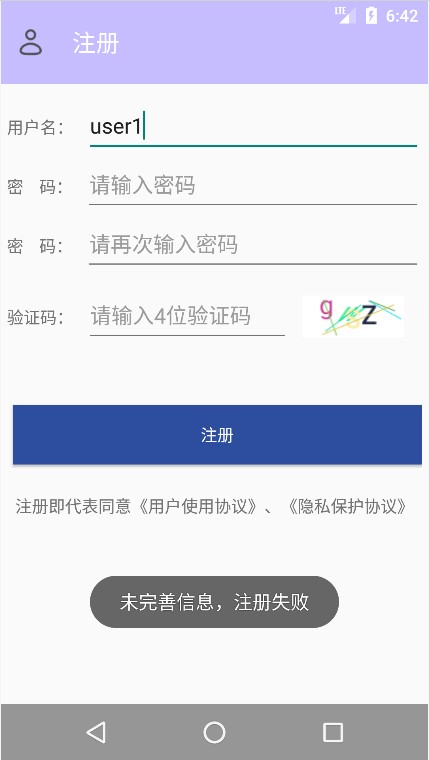 LTE 6:42
注册
用户名： user1
密 码： 请输入密码
密 码： 请再次输入密码
验证码： 请输入4位验证码
注册
注册即代表同意《用户使用协议》、《隐私保护协议》
未完善信息，注册失败